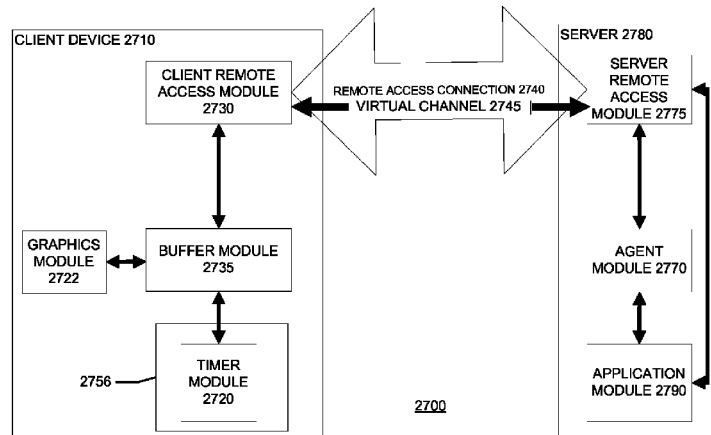 CLIENT DEVICE 2710
SERVER 2780
CLIENT REMOTE
ACCESS MODULE
2730
REMOTE ACCESS CONNECTION 2740
VIRTUAL CHANNEL 2745
SERVER
REMOTE
ACCESS
MODULE 2775
GRAPHICS
MODULE
2722
BUFFER MODULE
2735
AGENT
MODULE 2770
2756
TIMER
MODULE
2720
2700
APPLICATION
MODULE 2790